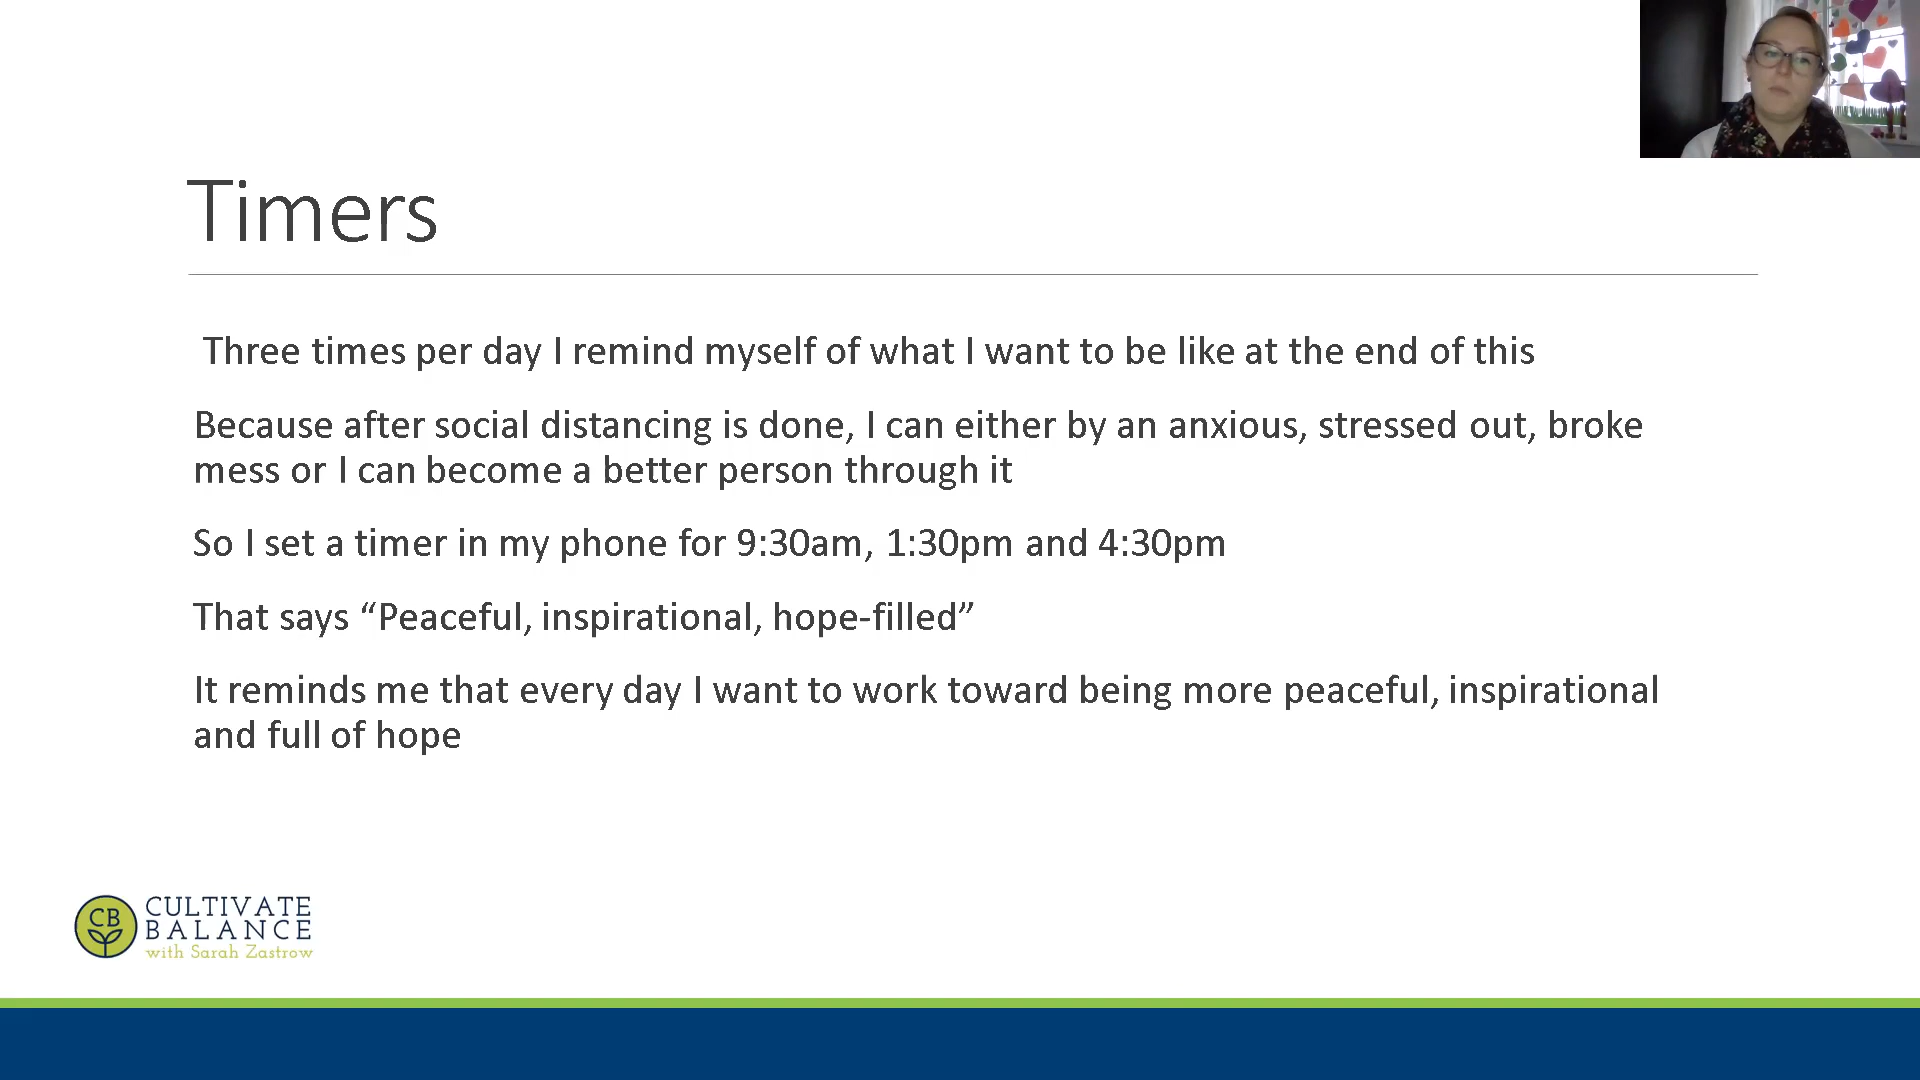 Timers
Three times per day I remind myself of what I want to be like at the end of this
Because after social distancing is done, I can either by an anxious, stressed out, broke
mess or I can become a better person through it
So I set a timer in my phone for 9:30am, 1:30pm and 4:30pm
That says “Peaceful, inspirational, hope-filled”
It reminds me that every day I want to work toward being more peaceful, inspirational
and full of hope
CB
CULTIVATE
BALANCE
with Sarah Zastrow